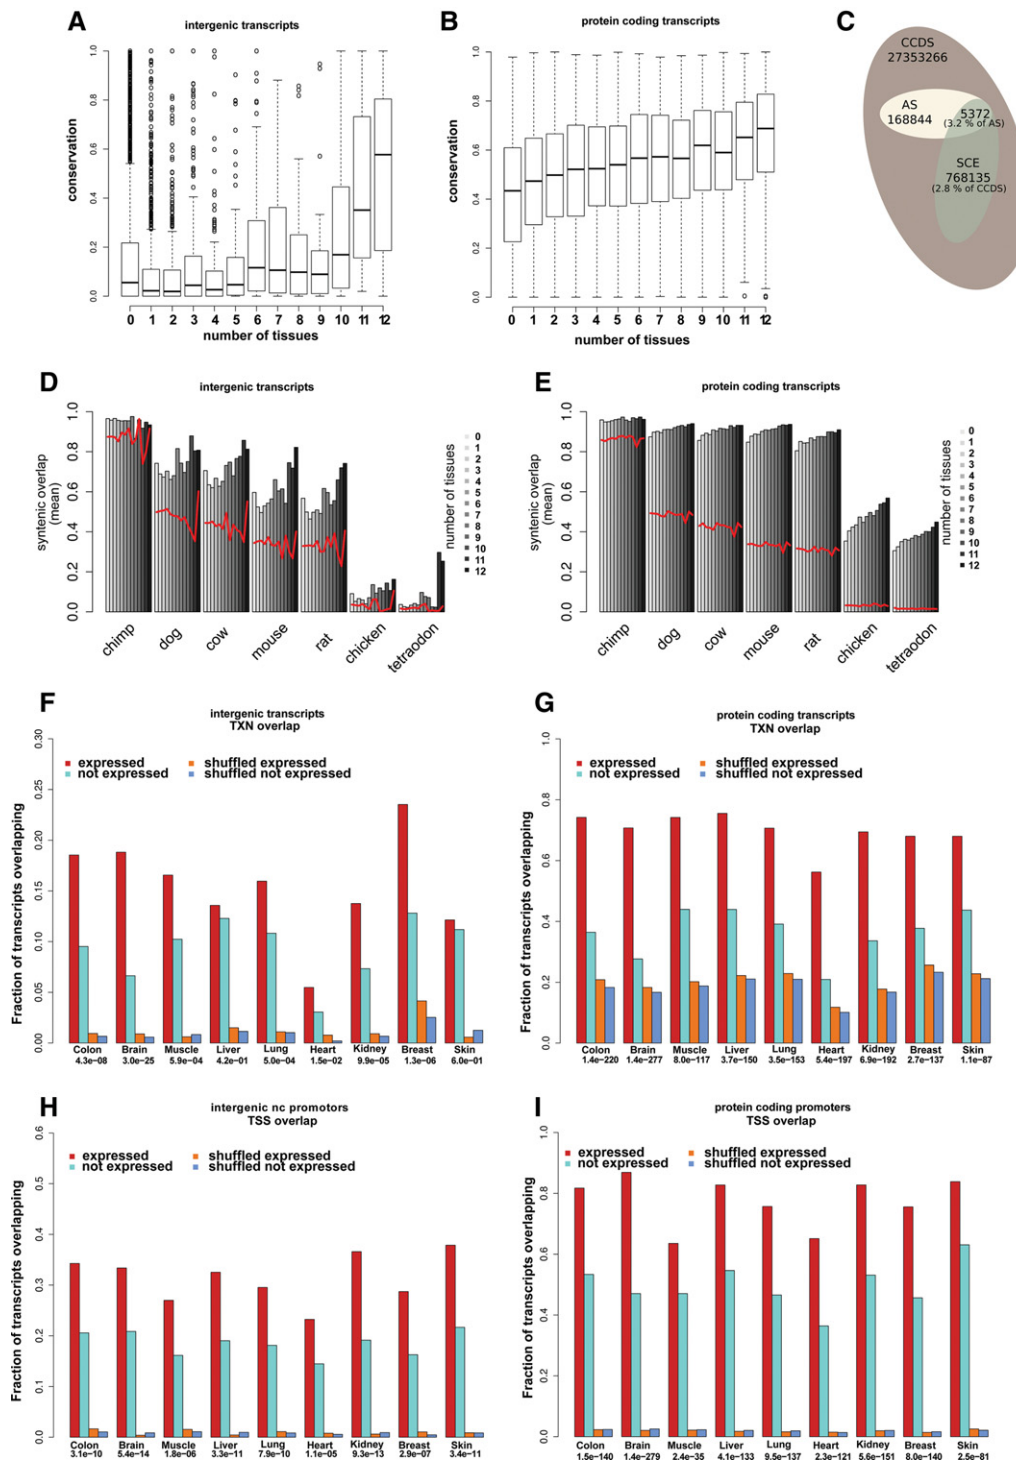 A
intergenic transcripts
conservation
1.0
0.8
0.6
0.4
0.2
0.0
0 1 2 3 4 5 6 7 8 9 10 11 12
number of tissues
B
protein coding transcripts
conservation
1.0
0.8
0.6
0.4
0.2
0.0
0 1 2 3 4 5 6 7 8 9 10 11 12
number of tissues
C
CCDS
27353266
AS
168844
5372
(3.2 % of AS)
SCE
768135
(2.8 % of CCDS)
D
intergenic transcripts
syntenic overlap
(mean)
1.0
0.8
0.6
0.4
0.2
0.0
chimp
dog
cow
mouse
rat
chicken
tetraodon
number of tissues
0
1
2
3
4
5
6
7
8
9
10
11
12
E
protein coding transcripts
syntenic overlap
(mean)
1.0
0.8
0.6
0.4
0.2
0.0
chimp
dog
cow
mouse
rat
chicken
tetraodon
number of tissues
0
1
2
3
4
5
6
7
8
9
10
11
12
F
intergenic transcripts
TXN overlap
expressed
not expressed
shuffled expressed
shuffled not expressed
Fraction of transcripts overlapping
0.30
0.25
0.20
0.15
0.10
0.05
0.00
Colon Brain Muscle Liver Lung Heart Kidney Breast Skin
4.3e−08 3.0e−25 5.9e−04 4.2e−01 5.0e−04 1.5e−02 9.9e−05 1.3e−06 6.0e−01
G
protein coding transcripts
TXN overlap
expressed
not expressed
shuffled expressed
shuffled not expressed
Fraction of transcripts overlapping
1.0
0.8
0.6
0.4
0.2
0.0
Colon Brain Muscle Liver Lung Heart Kidney Breast Skin
1.4e−220 1.4e−277 8.0e−117 3.7e−150 3.5e−153 5.4e−197 6.9e−192 2.7e−137 1.1e−87
H
intergenic nc promotors
TSS overlap
expressed
not expressed
shuffled expressed
shuffled not expressed
Fraction of transcripts overlapping
0.6
0.5
0.4
0.3
0.2
0.1
0.0
Colon Brain Muscle Liver Lung Heart Kidney Breast Skin
3.1e−10 5.4e−14 1.8e−06 3.3e−11 7.9e−10 1.1e−05 9.3e−13 2.9e−07 3.4e−11
I
protein coding promoters
TSS overlap
expressed
not expressed
shuffled expressed
shuffled not expressed
Fraction of transcripts overlapping
1.0
0.8
0.6
0.4
0.2
0.0
Colon Brain Muscle Liver Lung Heart Kidney Breast Skin
1.5e−140 1.4e−279 2.4e−35 4.1e−133 9.5e−137 2.3e−121 5.6e−151 8.0e−140 2.5e−81